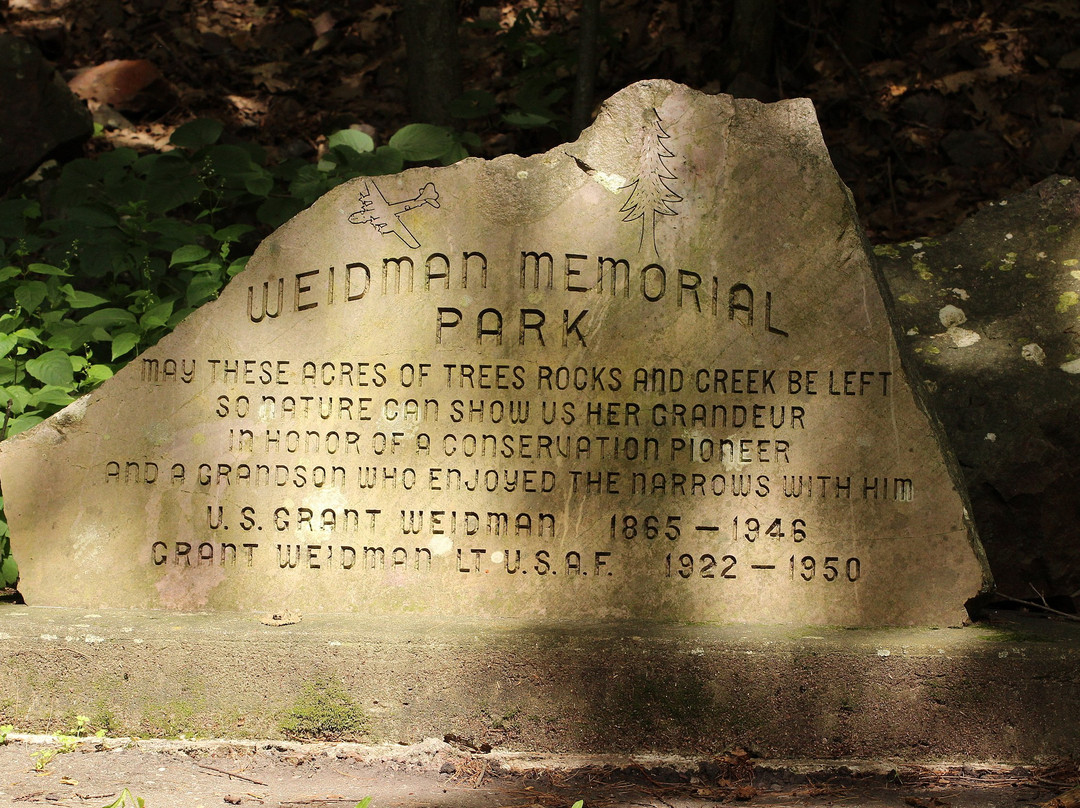 WEIDMAN MEMORIAL
PARK
MAY THESE ACRES OF TREES ROCKS AND CREEK BE LEFT
SO NATURE CAN SHOW US HER GRANDEUR
IN HONOR OF A CONSERVATION PIONEER
AND A GRANDSON WHO ENJOYED THE NARROWS WITH HIM
U.S. GRANT WEIDMAN 1865 – 1946
GRANT WEIDMAN LT U.S.A.F. 1922 – 1950